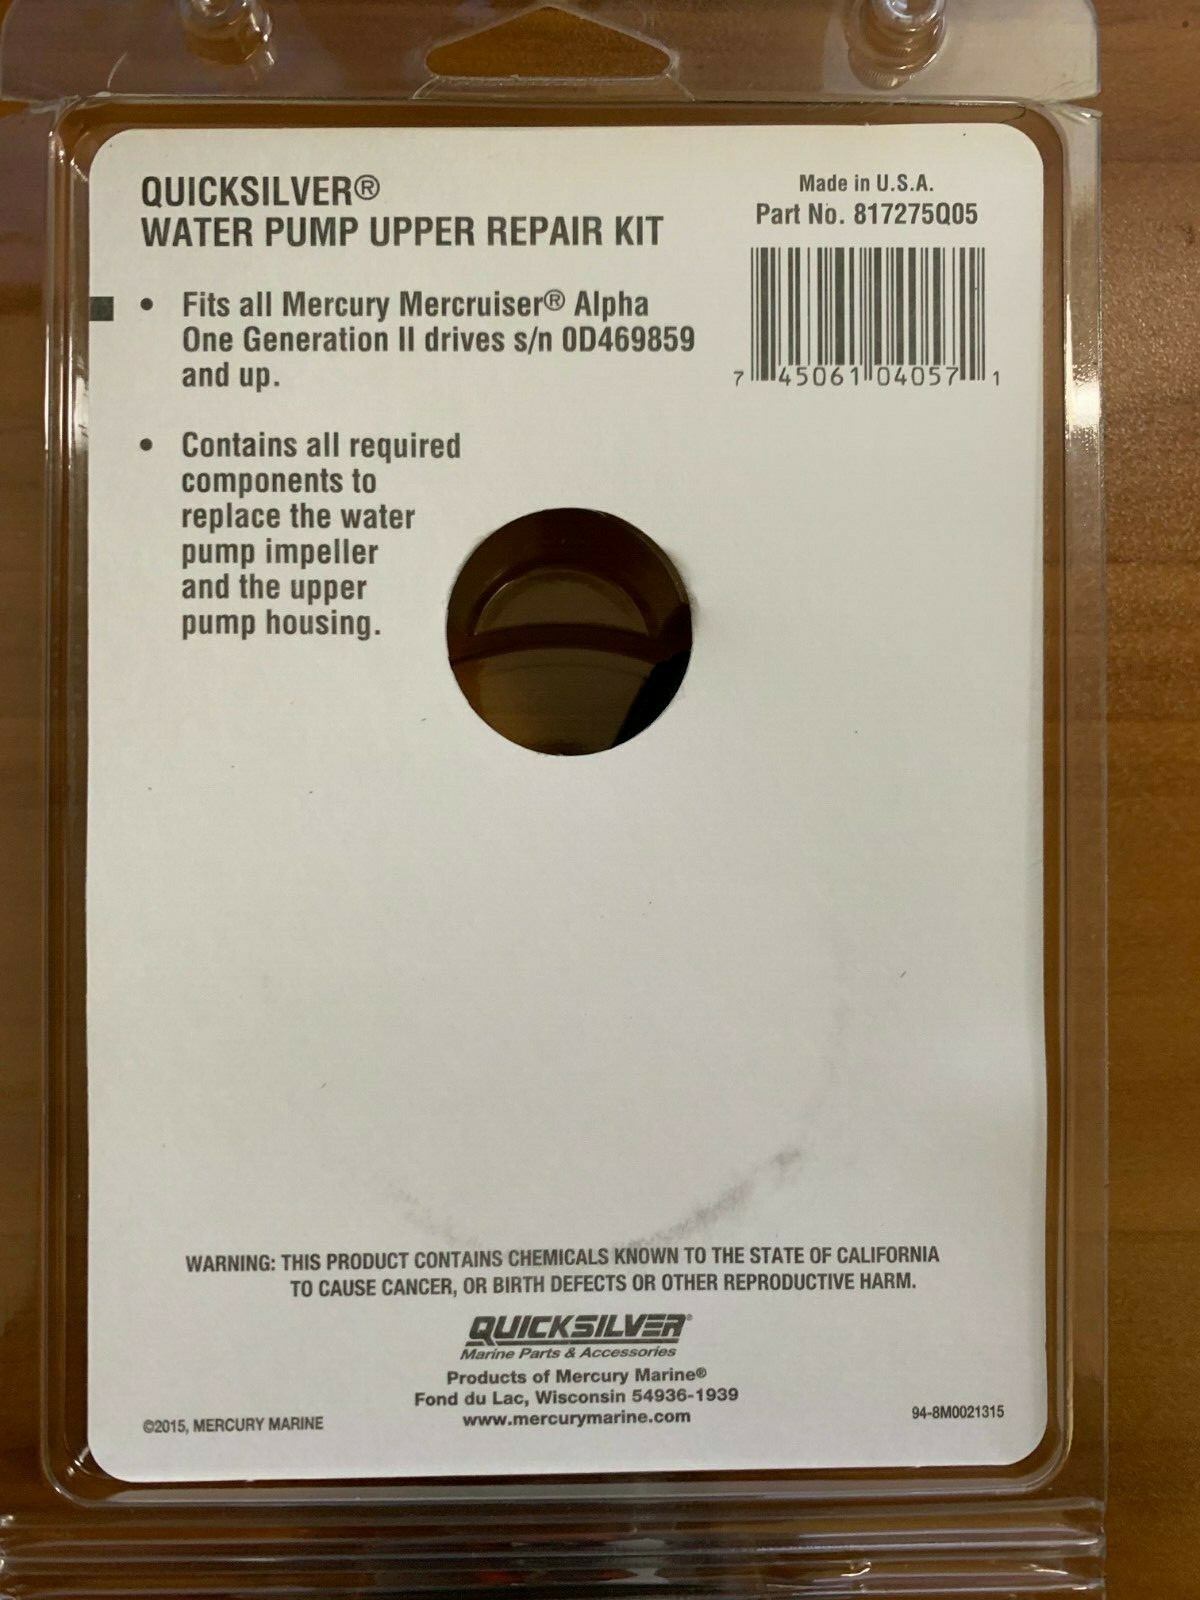 QUICKSILVER®
WATER PUMP UPPER REPAIR KIT
Made in U.S.A.
Part No. 817275Q05
7 45061 04057 1
• Fits all Mercury Mercruiser® Alpha
One Generation II drives s/n 0D469859
and up.
• Contains all required
components to
replace the water
pump impeller
and the upper
pump housing.
WARNING: THIS PRODUCT CONTAINS CHEMICALS KNOWN TO THE STATE OF CALIFORNIA
TO CAUSE CANCER, OR BIRTH DEFECTS OR OTHER REPRODUCTIVE HARM.
QUICKSILVER®
Marine Parts & Accessories
Products of Mercury Marine®
Fond du Lac, Wisconsin 54936-1939
www.mercurymarine.com
©2015, MERCURY MARINE
94-8M0021315